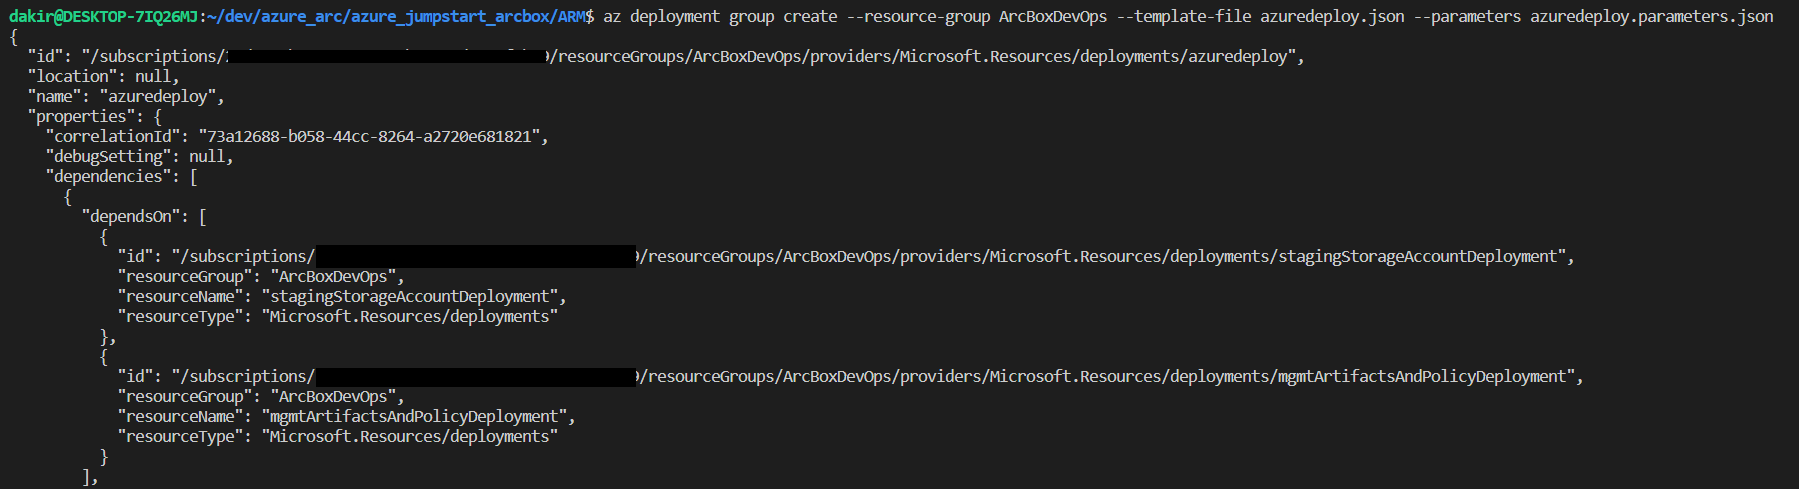 dakir@DESKTOP-7IQ26MJ:~/dev/azure_arc/azure_jumpstart_arcbox/ARM$ az deployment group create --resource-group ArcBoxDevOps --template-file azuredeploy.json --parameters azuredeploy.parameters.json
{
  "id": "/subscriptions/2 9/resourceGroups/ArcBoxDevOps/providers/Microsoft.Resources/deployments/azuredeploy",
  "location": null,
  "name": "azuredeploy",
  "properties": {
    "correlationId": "73a12688-b058-44cc-8264-a2720e681821",
    "debugSetting": null,
    "dependencies": [
      {
        "dependsOn": [
          {
            "id": "/subscriptions/ 9/resourceGroups/ArcBoxDevOps/providers/Microsoft.Resources/deployments/stagingStorageAccountDeployment",
            "resourceGroup": "ArcBoxDevOps",
            "resourceName": "stagingStorageAccountDeployment",
            "resourceType": "Microsoft.Resources/deployments"
          },
          {
            "id": "/subscriptions/ 9/resourceGroups/ArcBoxDevOps/providers/Microsoft.Resources/deployments/mgmtArtifactsAndPolicyDeployment",
            "resourceGroup": "ArcBoxDevOps",
            "resourceName": "mgmtArtifactsAndPolicyDeployment",
            "resourceType": "Microsoft.Resources/deployments"
          }
        ],